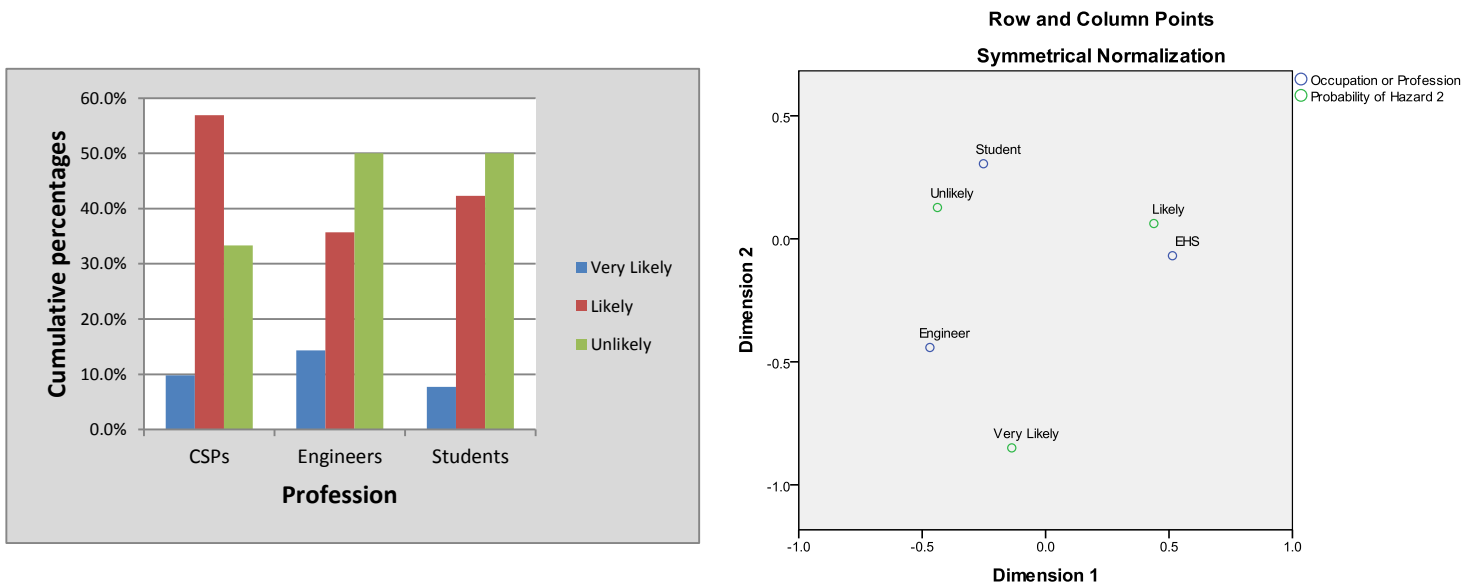 60.0%
50.0%
40.0%
30.0%
20.0%
10.0%
0.0%
Cumulative percentages
CSPs
Engineers
Students
Profession
Very Likely
Likely
Unlikely
Row and Column Points
Symmetrical Normalization
Occupation or Profession
Probability of Hazard 2
0.5
0.0
-0.5
-1.0
Dimension 2
Student
Unlikely
Likely
EHS
Engineer
Very Likely
-1.0
-0.5
0.0
0.5
1.0
Dimension 1